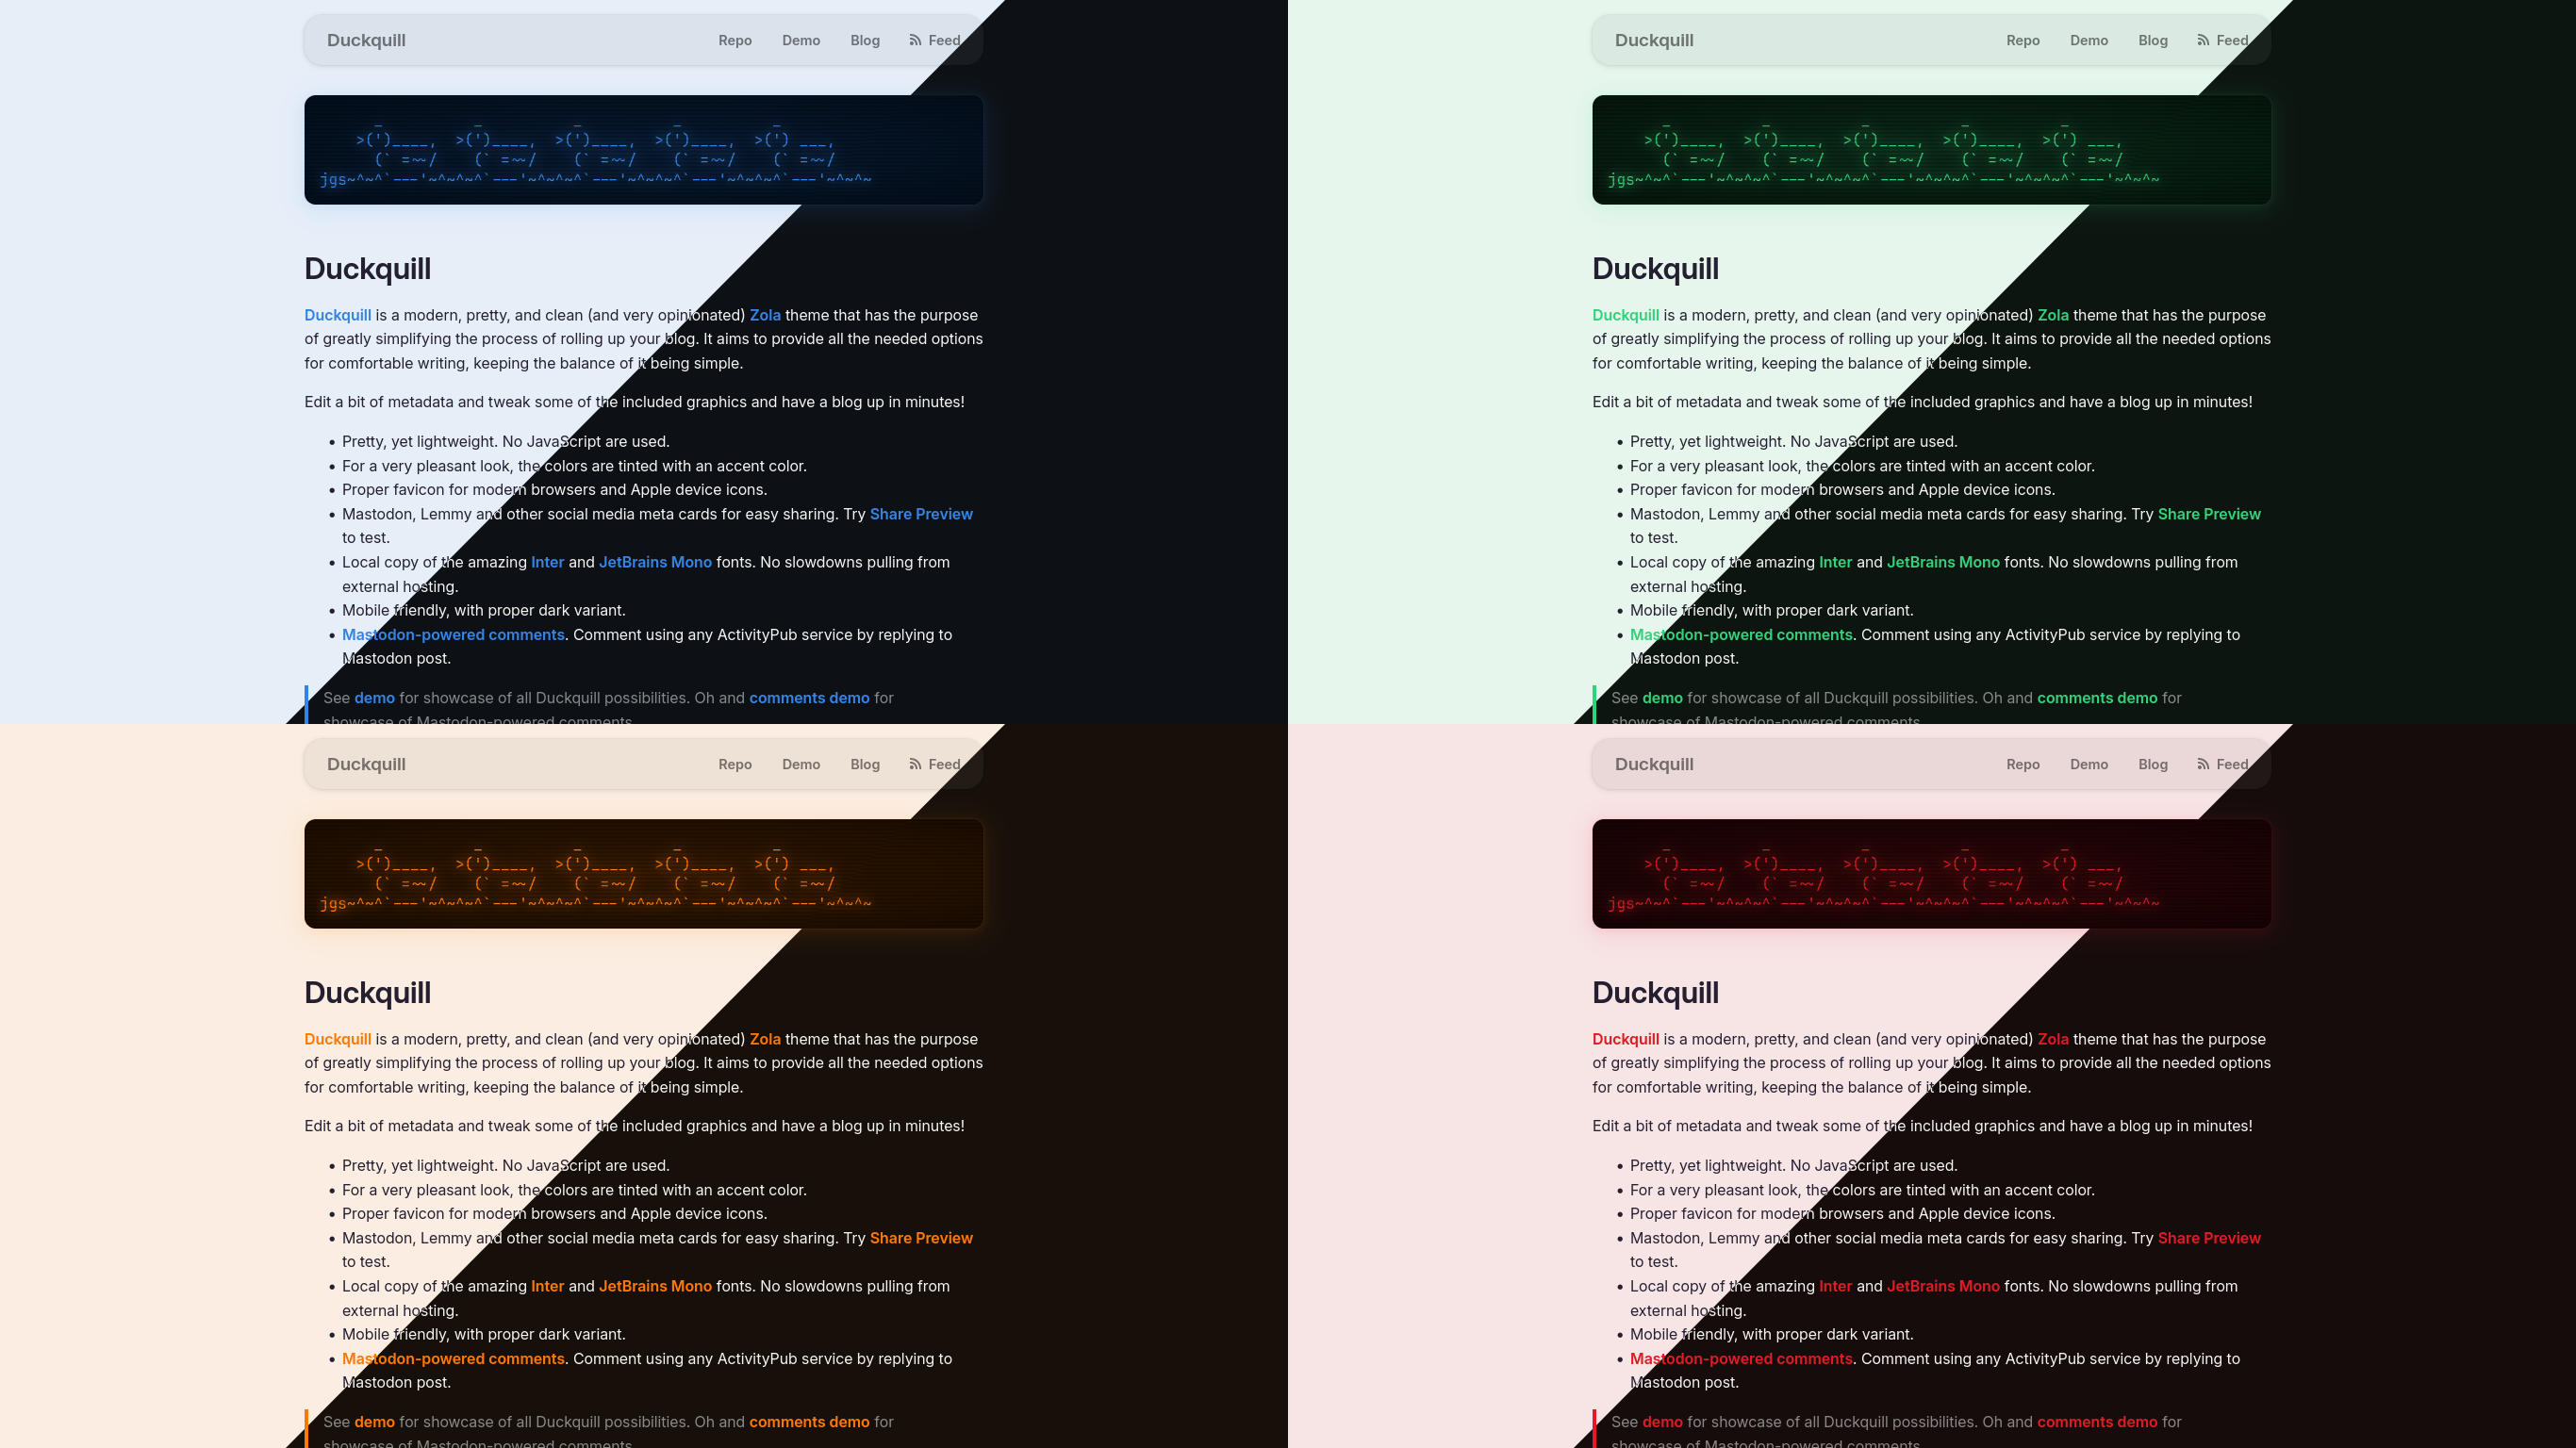 Duckquill Repo Demo Blog Feed
     _          _          _          _          _
   >(')____,  >(')____,  >(')____,  >(')____,  >(') ___,
     (` =~~/    (` =~~/    (` =~~/    (` =~~/    (` =~~/
jgs~^~^`---'~^~^~^`---'~^~^~^`---'~^~^~^`---'~^~^~^`---'~^~^~
Duckquill
Duckquill is a modern, pretty, and clean (and very opinionated) Zola theme that has the purpose
of greatly simplifying the process of rolling up your blog. It aims to provide all the needed options
for comfortable writing, keeping the balance of it being simple.
Edit a bit of metadata and tweak some of the included graphics and have a blog up in minutes!
• Pretty, yet lightweight. No JavaScript are used.
• For a very pleasant look, the colors are tinted with an accent color.
• Proper favicon for modern browsers and Apple device icons.
• Mastodon, Lemmy and other social media meta cards for easy sharing. Try Share Preview
to test.
• Local copy of the amazing Inter and JetBrains Mono fonts. No slowdowns pulling from
external hosting.
• Mobile friendly, with proper dark variant.
• Mastodon-powered comments. Comment using any ActivityPub service by replying to
Mastodon post.
See demo for showcase of all Duckquill possibilities. Oh and comments demo for
showcase of Mastodon-powered comments
Duckquill Repo Demo Blog Feed
     _          _          _          _          _
   >(')____,  >(')____,  >(')____,  >(')____,  >(') ___,
     (` =~~/    (` =~~/    (` =~~/    (` =~~/    (` =~~/
jgs~^~^`---'~^~^~^`---'~^~^~^`---'~^~^~^`---'~^~^~^`---'~^~^~
Duckquill
Duckquill is a modern, pretty, and clean (and very opinionated) Zola theme that has the purpose
of greatly simplifying the process of rolling up your blog. It aims to provide all the needed options
for comfortable writing, keeping the balance of it being simple.
Edit a bit of metadata and tweak some of the included graphics and have a blog up in minutes!
• Pretty, yet lightweight. No JavaScript are used.
• For a very pleasant look, the colors are tinted with an accent color.
• Proper favicon for modern browsers and Apple device icons.
• Mastodon, Lemmy and other social media meta cards for easy sharing. Try Share Preview
to test.
• Local copy of the amazing Inter and JetBrains Mono fonts. No slowdowns pulling from
external hosting.
• Mobile friendly, with proper dark variant.
• Mastodon-powered comments. Comment using any ActivityPub service by replying to
Mastodon post.
See demo for showcase of all Duckquill possibilities. Oh and comments demo for
showcase of Mastodon-powered comments
Duckquill Repo Demo Blog Feed
     _          _          _          _          _
   >(')____,  >(')____,  >(')____,  >(')____,  >(') ___,
     (` =~~/    (` =~~/    (` =~~/    (` =~~/    (` =~~/
jgs~^~^`---'~^~^~^`---'~^~^~^`---'~^~^~^`---'~^~^~^`---'~^~^~
Duckquill
Duckquill is a modern, pretty, and clean (and very opinionated) Zola theme that has the purpose
of greatly simplifying the process of rolling up your blog. It aims to provide all the needed options
for comfortable writing, keeping the balance of it being simple.
Edit a bit of metadata and tweak some of the included graphics and have a blog up in minutes!
• Pretty, yet lightweight. No JavaScript are used.
• For a very pleasant look, the colors are tinted with an accent color.
• Proper favicon for modern browsers and Apple device icons.
• Mastodon, Lemmy and other social media meta cards for easy sharing. Try Share Preview
to test.
• Local copy of the amazing Inter and JetBrains Mono fonts. No slowdowns pulling from
external hosting.
• Mobile friendly, with proper dark variant.
• Mastodon-powered comments. Comment using any ActivityPub service by replying to
Mastodon post.
See demo for showcase of all Duckquill possibilities. Oh and comments demo for
showcase of Mastodon-powered comments
Duckquill Repo Demo Blog Feed
     _          _          _          _          _
   >(')____,  >(')____,  >(')____,  >(')____,  >(') ___,
     (` =~~/    (` =~~/    (` =~~/    (` =~~/    (` =~~/
jgs~^~^`---'~^~^~^`---'~^~^~^`---'~^~^~^`---'~^~^~^`---'~^~^~
Duckquill
Duckquill is a modern, pretty, and clean (and very opinionated) Zola theme that has the purpose
of greatly simplifying the process of rolling up your blog. It aims to provide all the needed options
for comfortable writing, keeping the balance of it being simple.
Edit a bit of metadata and tweak some of the included graphics and have a blog up in minutes!
• Pretty, yet lightweight. No JavaScript are used.
• For a very pleasant look, the colors are tinted with an accent color.
• Proper favicon for modern browsers and Apple device icons.
• Mastodon, Lemmy and other social media meta cards for easy sharing. Try Share Preview
to test.
• Local copy of the amazing Inter and JetBrains Mono fonts. No slowdowns pulling from
external hosting.
• Mobile friendly, with proper dark variant.
• Mastodon-powered comments. Comment using any ActivityPub service by replying to
Mastodon post.
See demo for showcase of all Duckquill possibilities. Oh and comments demo for
showcase of Mastodon-powered comments